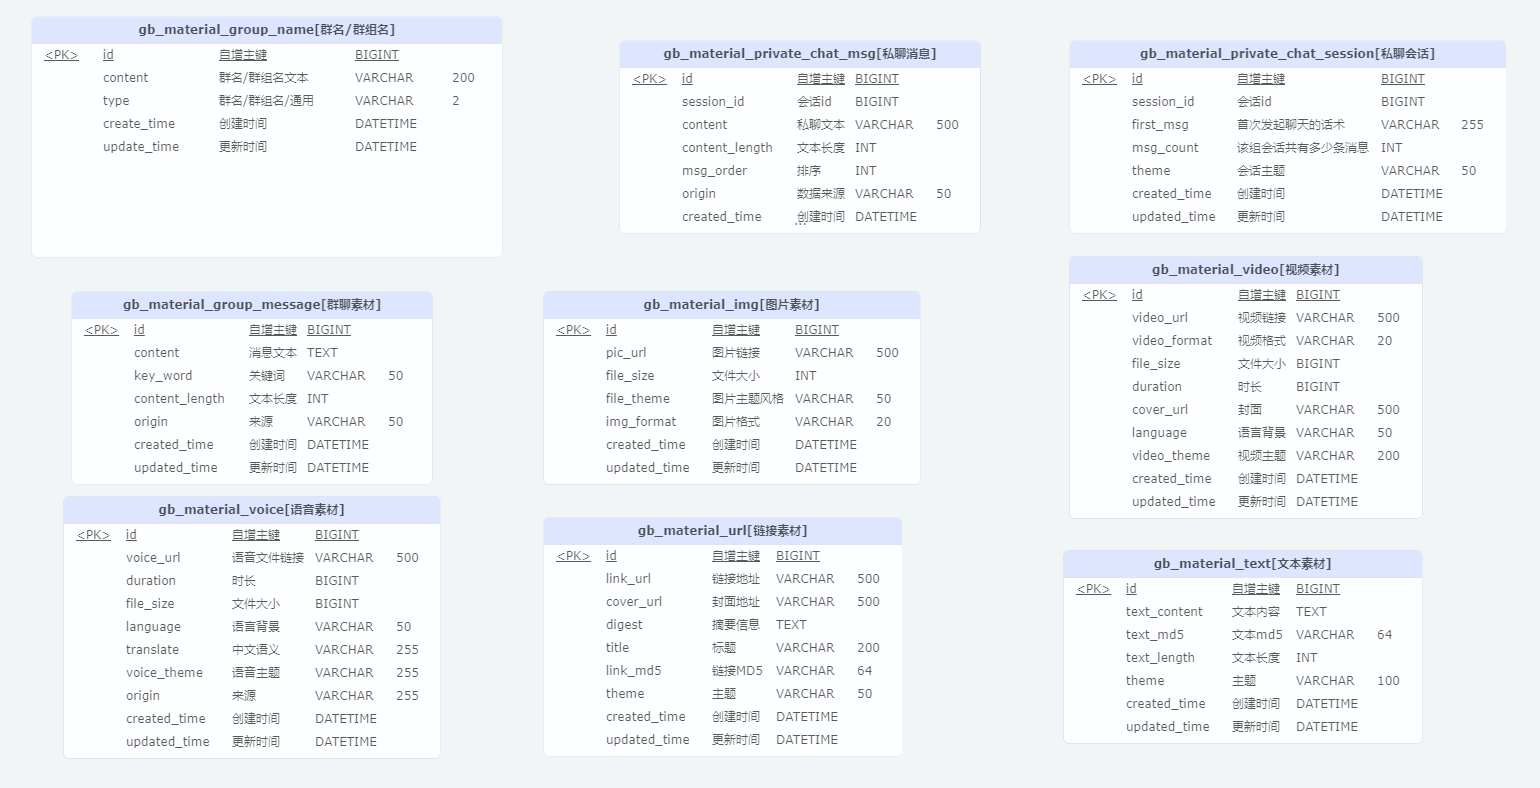 gb_material_group_name[群名/群组名]
<PK> id 自增主键 BIGINT
content 群名/群组名文本 VARCHAR 200
type 群名/群组名/通用 VARCHAR 2
create_time 创建时间 DATETIME
update_time 更新时间 DATETIME
gb_material_private_chat_msg[私聊消息]
<PK> id 自增主键 BIGINT
session_id 会话id BIGINT
content 私聊文本 VARCHAR 500
content_length 文本长度 INT
msg_order 排序 INT
origin 数据来源 VARCHAR 50
created_time 创建时间 DATETIME
...
gb_material_private_chat_session[私聊会话]
<PK> id 自增主键 BIGINT
session_id 会话id BIGINT
first_msg 首次发起聊天的话术 VARCHAR 255
msg_count 该组会话共有多少条消息 INT
theme 会话主题 VARCHAR 50
created_time 创建时间 DATETIME
updated_time 更新时间 DATETIME
gb_material_group_message[群聊素材]
<PK> id 自增主键 BIGINT
content 消息文本 TEXT
key_word 关键词 VARCHAR 50
content_length 文本长度 INT
origin 来源 VARCHAR 50
created_time 创建时间 DATETIME
updated_time 更新时间 DATETIME
gb_material_img[图片素材]
<PK> id 自增主键 BIGINT
pic_url 图片链接 VARCHAR 500
file_size 文件大小 INT
file_theme 图片主题风格 VARCHAR 50
img_format 图片格式 VARCHAR 20
created_time 创建时间 DATETIME
updated_time 更新时间 DATETIME
gb_material_video[视频素材]
<PK> id 自增主键 BIGINT
video_url 视频链接 VARCHAR 500
video_format 视频格式 VARCHAR 20
file_size 文件大小 BIGINT
duration 时长 BIGINT
cover_url 封面 VARCHAR 500
language 语言背景 VARCHAR 50
video_theme 视频主题 VARCHAR 200
created_time 创建时间 DATETIME
updated_time 更新时间 DATETIME
gb_material_voice[语音素材]
<PK> id 自增主键 BIGINT
voice_url 语音文件链接 VARCHAR 500
duration 时长 BIGINT
file_size 文件大小 BIGINT
language 语言背景 VARCHAR 50
translate 中文语义 VARCHAR 255
voice_theme 语音主题 VARCHAR 255
origin 来源 VARCHAR 255
created_time 创建时间 DATETIME
updated_time 更新时间 DATETIME
gb_material_url[链接素材]
<PK> id 自增主键 BIGINT
link_url 链接地址 VARCHAR 500
cover_url 封面地址 VARCHAR 500
digest 摘要信息 TEXT
title 标题 VARCHAR 200
link_md5 链接MD5 VARCHAR 64
theme 主题 VARCHAR 50
created_time 创建时间 DATETIME
updated_time 更新时间 DATETIME
gb_material_text[文本素材]
<PK> id 自增主键 BIGINT
text_content 文本内容 TEXT
text_md5 文本md5 VARCHAR 64
text_length 文本长度 INT
theme 主题 VARCHAR 100
created_time 创建时间 DATETIME
updated_time 更新时间 DATETIME